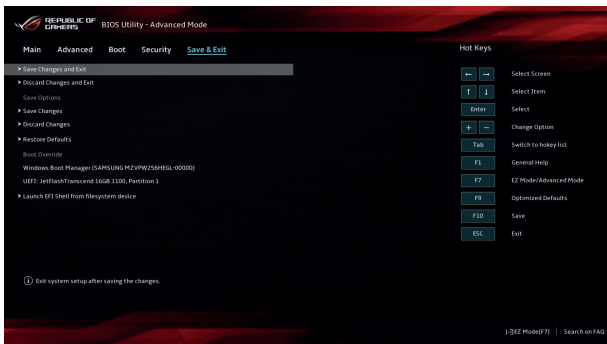 REPUBLIC OF
GAMERS
BIOS Utility - Advanced Mode
Main Advanced Boot Security Save & Exit
Hot Keys
Save Changes and Exit
Discard Changes and Exit
Save Options
Save Changes
Discard Changes
Restore Defaults
Boot Override
Windows Boot Manager (SAMSUNG MZVPW256HEGL-00000)
UEFI: JetFlashTranscend 16GB 1100, Partition 1
Launch EFI Shell from filesystem device
← → Select Screen
↑ ↓ Select Item
Enter Select
+ − Change Option
Tab Switch to hokey list
F1 General Help
F7 EZ Mode/Advanced Mode
F9 Optimized Defaults
F10 Save
ESC Exit
Exit system setup after saving the changes.
EZ Mode(F7) | Search on FAQ